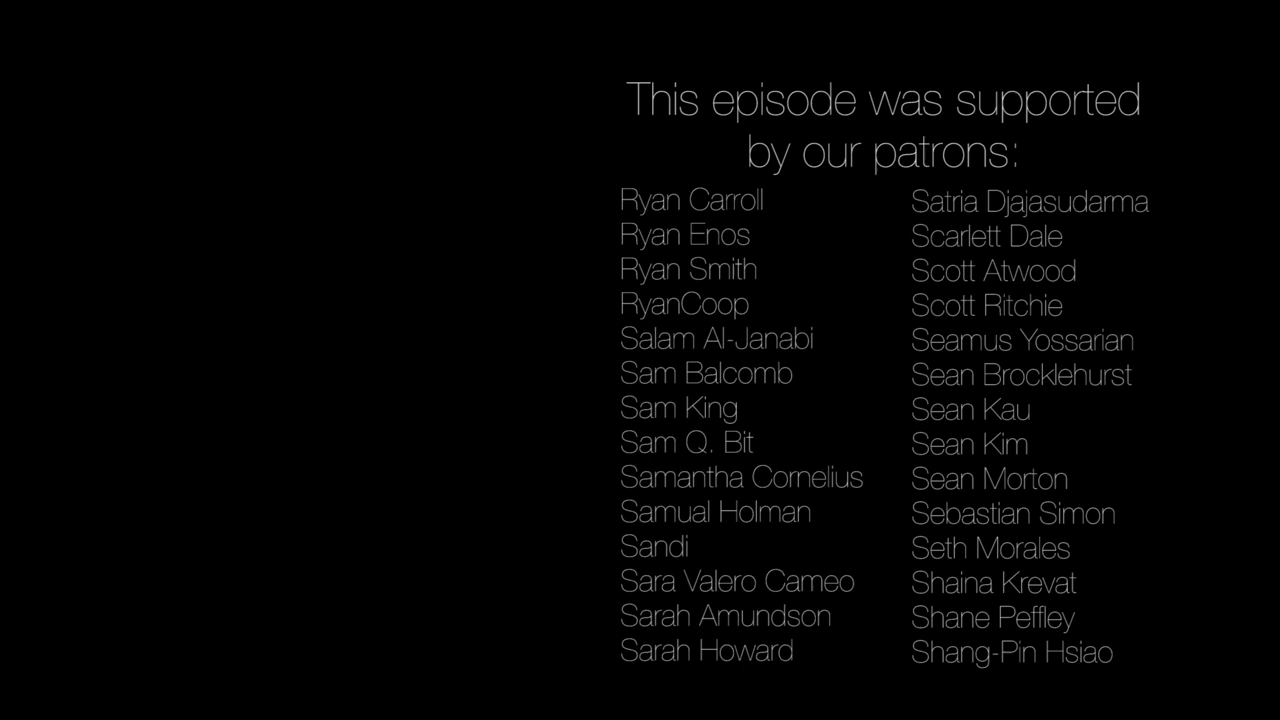 This episode was supported
by our patrons:
Ryan Carroll
Ryan Enos
Ryan Smith
RyanCoop
Salam Al-Janabi
Sam Balcomb
Sam King
Sam Q. Bit
Samantha Cornelius
Samual Holman
Sandi
Sara Valero Cameo
Sarah Amundson
Sarah Howard
Satria Djajasudarma
Scarlett Dale
Scott Atwood
Scott Ritchie
Seamus Yossarian
Sean Brocklehurst
Sean Kau
Sean Kim
Sean Morton
Sebastian Simon
Seth Morales
Shaina Krevat
Shane Peffley
Shang-Pin Hsiao